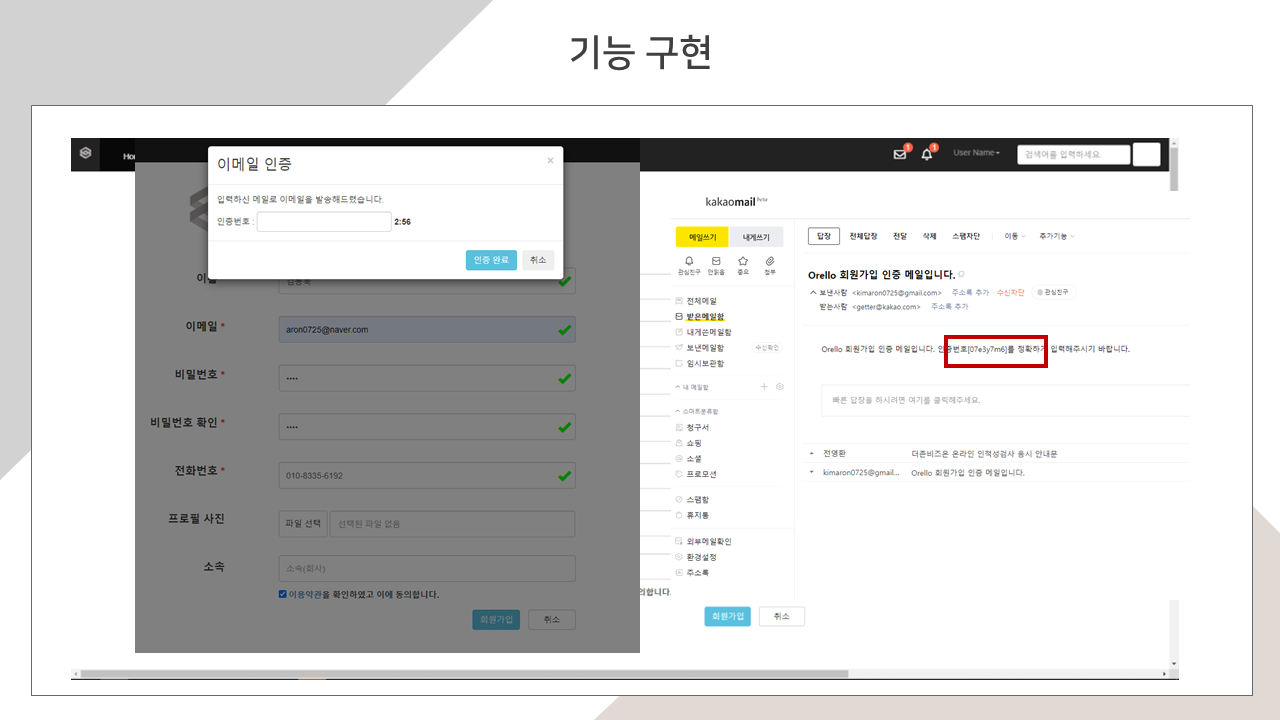 기능 구현
Hor
이메일 인증
×
입력하신 메일로 이메일을 발송해드렸습니다.
인증번호 :
2:56
인증 완료
취소
이메일 *
aron0725@naver.com
비밀번호 *
비밀번호 확인 *
전화번호 *
010-8335-6192
프로필 사진
파일 선택
선택된 파일 없음
소속
소속(회사)
이용약관을 확인하였고 이에 동의합니다.
회원가입
취소
1
1
User Name
검색어를 입력하세요.
kakaomail beta
메일쓰기
내게쓰기
관심친구
안읽음
중요
첨부
전체메일
받은메일함
내게쓴메일함
보낸메일함
수신확인
임시보관함
내 메일함
스마트분류함
청구서
쇼핑
소셜
프로모션
스팸함
휴지통
외부메일확인
환경설정
주소록
답장
전체답장
전달
삭제
스팸차단
이동
추가기능
Orello 회원가입 인증 메일입니다.
보낸사람 <kimaron0725@gmail.com> 주소록 추가 수신차단 관심친구
받는사람 <getter@kakao.com> 주소록 추가
Orello 회원가입 인증 메일입니다. 인증번호[07e3y7m6]를 정확하게 입력해주시기 바랍니다.
빠른 답장을 하시려면 여기를 클릭해주세요.
전영환 더존비즈온 온라인 인적성검사 응시 안내문
kimaron0725@gmail... Orello 회원가입 인증 메일입니다.
의합니다.
회원가입
취소